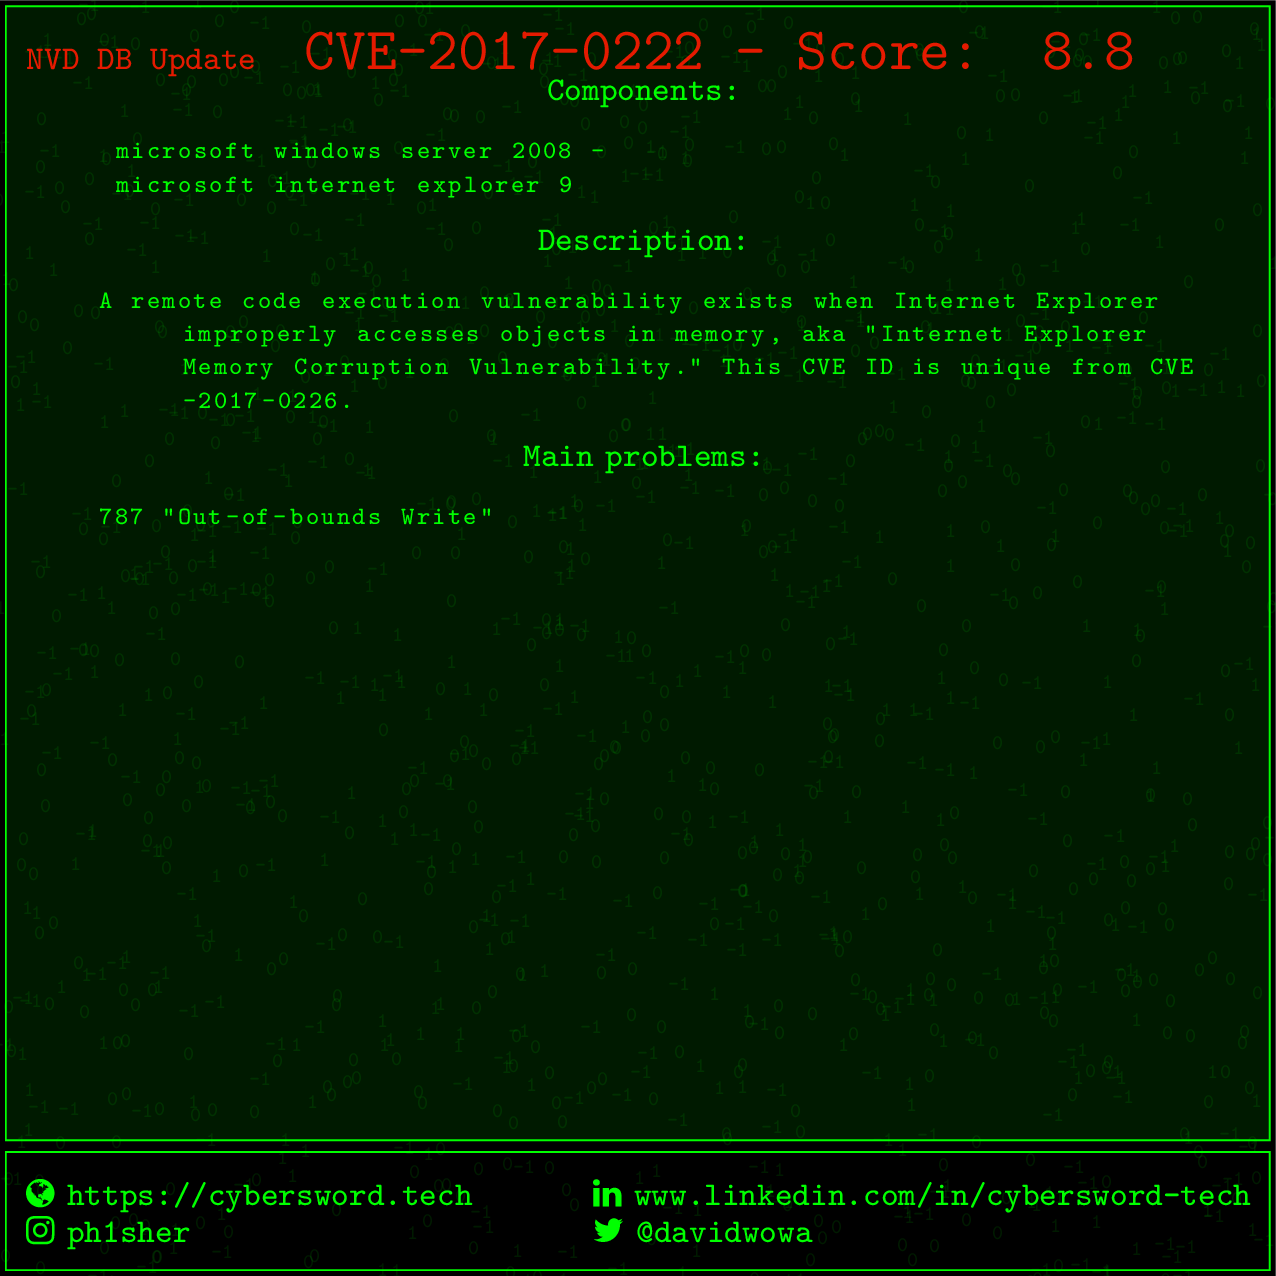 NVD DB Update CVE-2017-0222 - Score: 8.8
Components:
microsoft windows server 2008 -
microsoft internet explorer 9
Description:
A remote code execution vulnerability exists when Internet Explorer
improperly accesses objects in memory, aka "Internet Explorer
Memory Corruption Vulnerability." This CVE ID is unique from CVE
-2017-0226.
Main problems:
787 "Out-of-bounds Write"
https://cybersword.tech
www.linkedin.com/in/cybersword-tech
ph1sher
@davidwowa